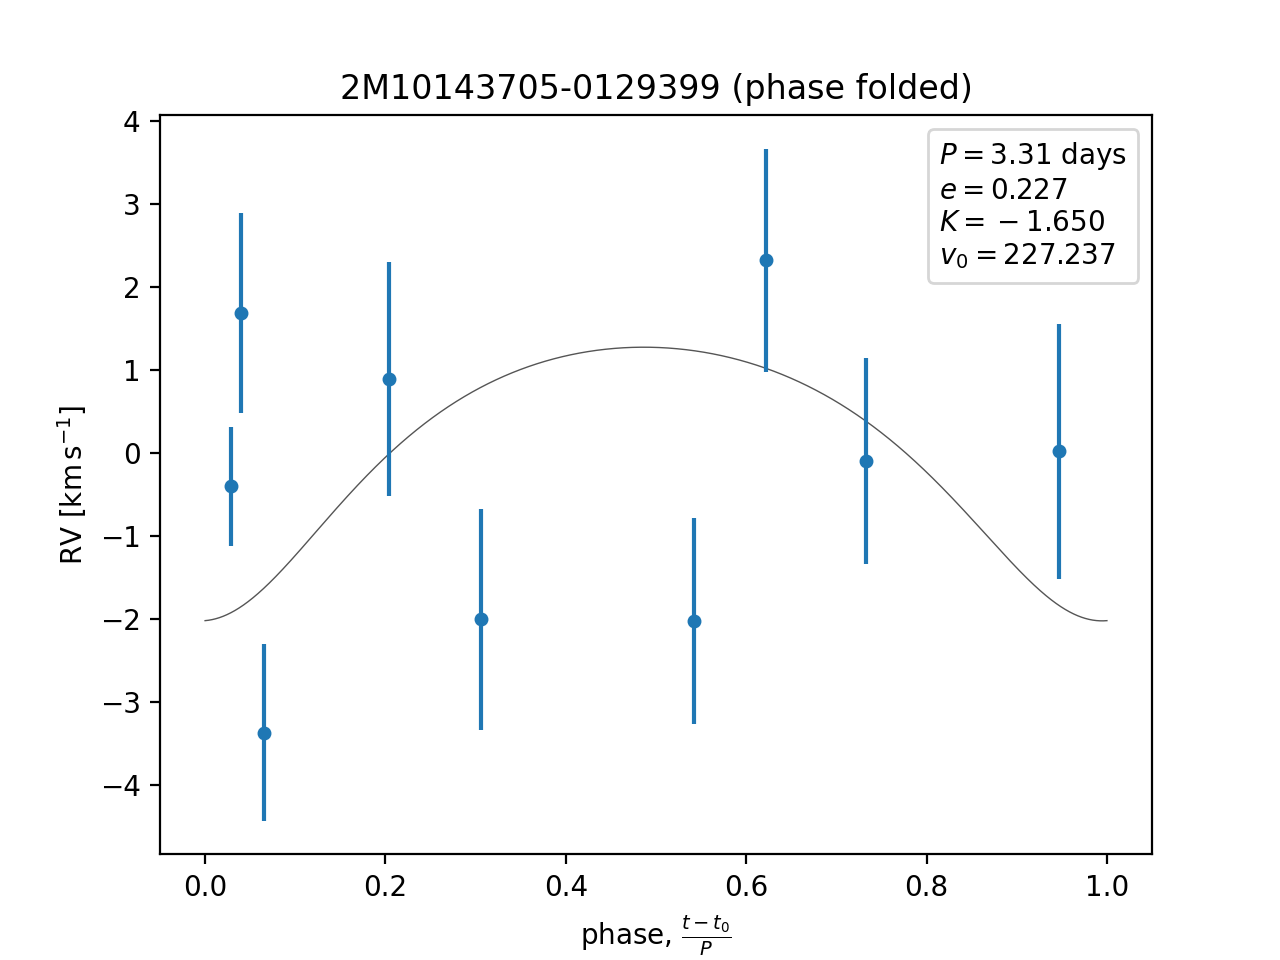 2M10143705-0129399 (phase folded)
P = 3.31 days
e = 0.227
K = −1.650
v₀ = 227.237
4
3
2
1
0
−1
−2
−3
−4
RV [km s⁻¹]
0.0 0.2 0.4 0.6 0.8 1.0
phase, (t − t₀)/P